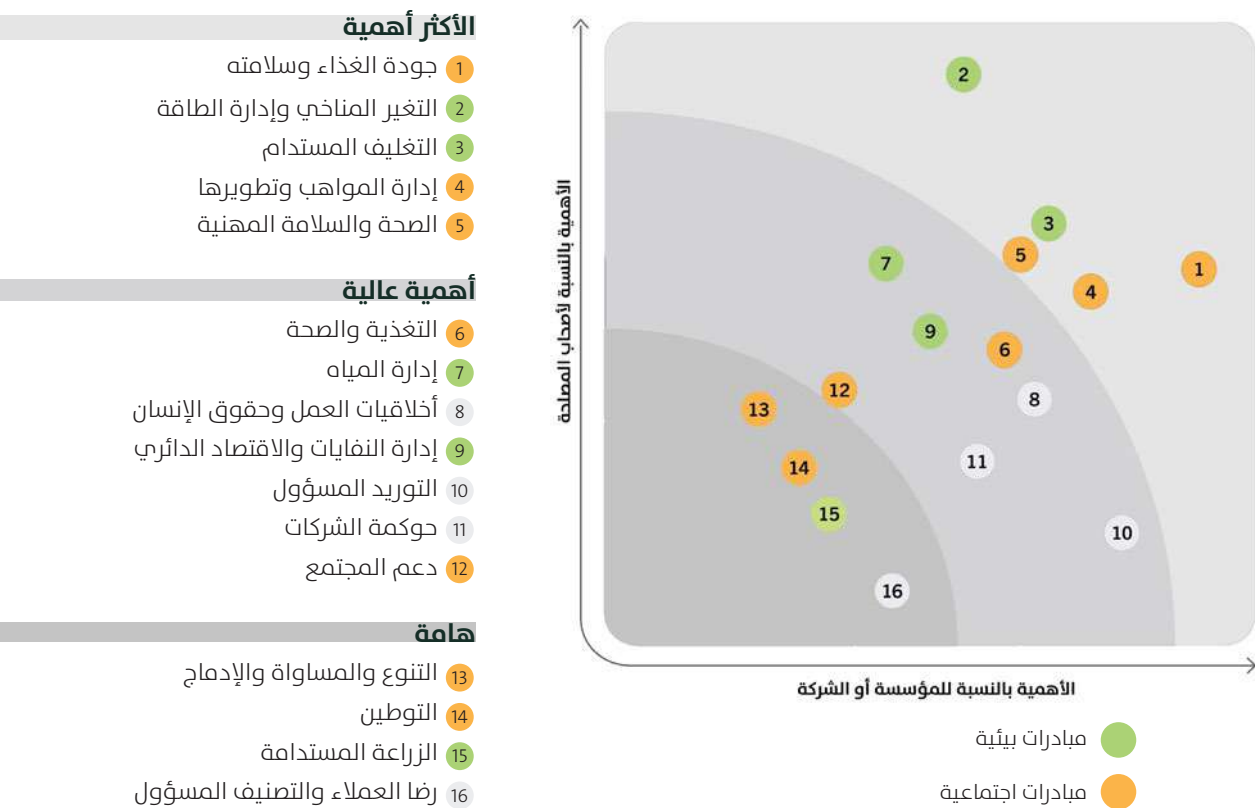 الأكثر أهمية
1 جودة الغذاء وسلامته
2 التغير المناخي وإدارة الطاقة
3 التغليف المستدام
4 إدارة المواهب وتطويرها
5 الصحة والسلامة المهنية
أهمية عالية
6 التغذية والصحة
7 إدارة المياه
8 أخلاقيات العمل وحقوق الإنسان
9 إدارة النفايات والاقتصاد الدائري
10 التوريد المسؤول
11 حوكمة الشركات
12 دعم المجتمع
هامة
13 التنوع والمساواة والإدماج
14 التوطين
15 الزراعة المستدامة
16 رضا العملاء والتصنيف المسؤول
الأهمية بالنسبة لأصحاب المصلحة
2
3
5
7
1
4
9
6
12
8
13
11
14
15
10
16
الأهمية بالنسبة للمؤسسة أو الشركة
مبادرات بيئية
مبادرات اجتماعية